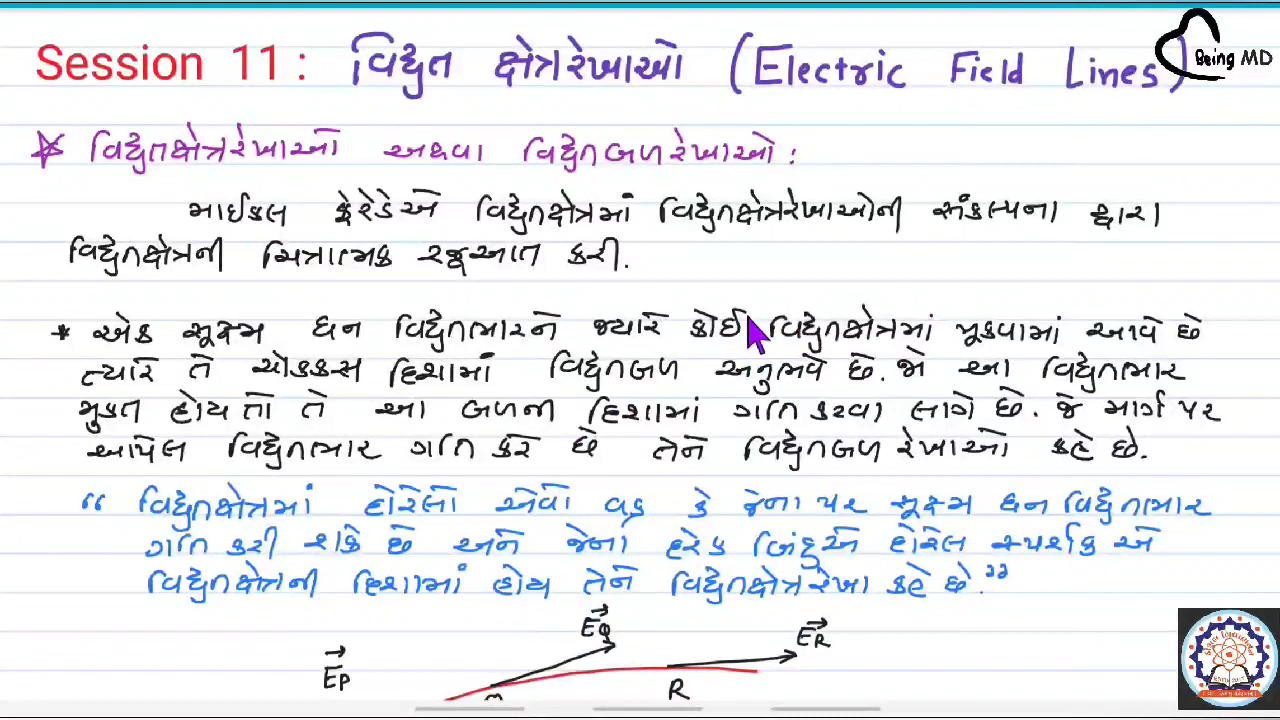 Being MD
Session 11 : વિદ્યુત ક્ષેત્રરેખાઓ (Electric Field Lines)
* વિદ્યુતક્ષેત્રરેખાઓ અથવા વિદ્યુતબળરેખાઓ :
માઈકલ ફેરેડેએ વિદ્યુતક્ષેત્રમાં વિદ્યુતક્ષેત્રરેખાઓની સંકલ્પના દ્વારા
વિદ્યુતક્ષેત્રની ચિત્રાત્મક રજૂઆત કરી.
* એક સૂક્ષ્મ ધન વિદ્યુતભારને જ્યારે કોઈ વિદ્યુતક્ષેત્રમાં મૂકવામાં આવે છે
ત્યારે તે ચોક્કસ દિશામાં વિદ્યુતબળ અનુભવે છે. જો આ વિદ્યુતભાર
મુક્ત હોય તો તે આ બળની દિશામાં ગતિ કરવા લાગે છે. જે માર્ગ પર
આપેલ વિદ્યુતભાર ગતિ કરે છે તેને વિદ્યુતબળ રેખાઓ કહે છે.
“ વિદ્યુતક્ષેત્રમાં દોરેલો એવો વક્ર કે જેના પર સૂક્ષ્મ ધન વિદ્યુતભાર
ગતિ કરી શકે છે અને જેના દરેક બિંદુએ દોરેલ સ્પર્શક એ
વિદ્યુતક્ષેત્રની દિશામાં હોય તેને વિદ્યુતક્ષેત્રરેખા કહે છે.”
EP EQ ER
R